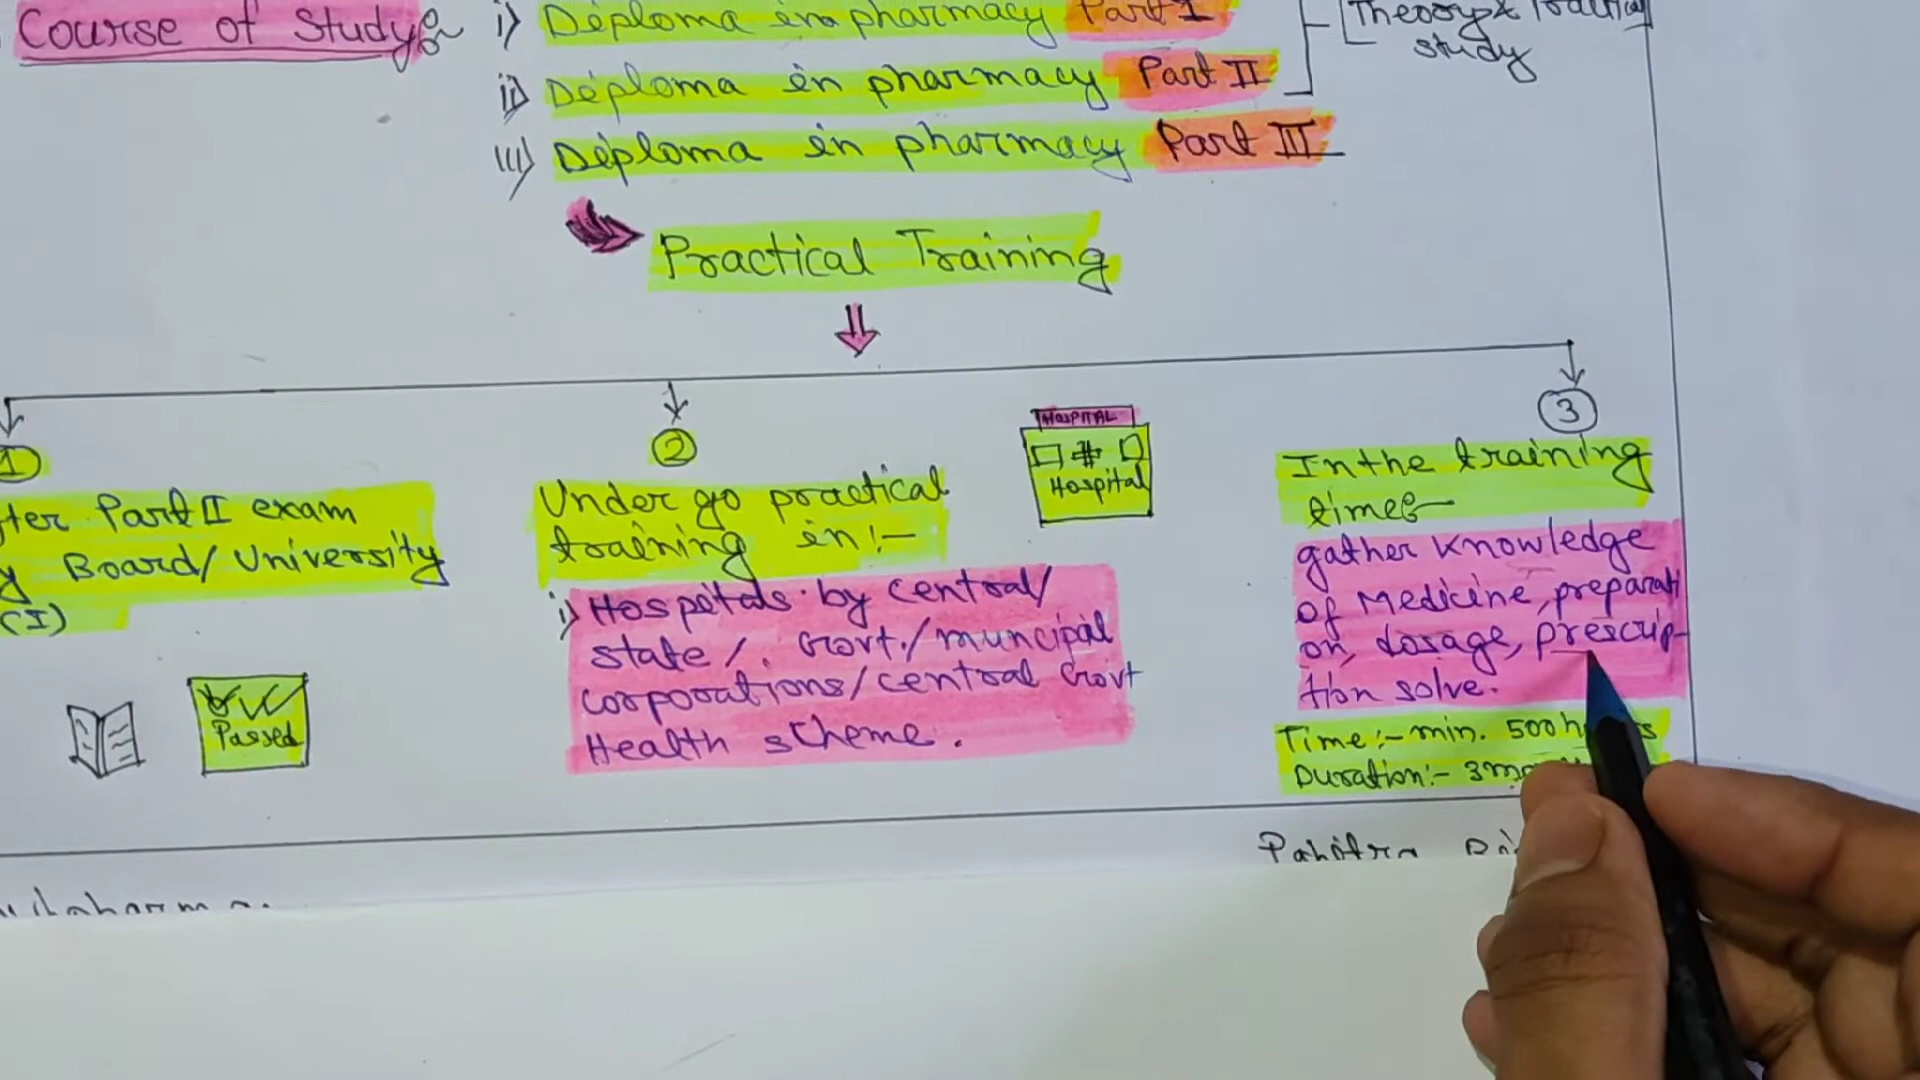 Course of Study
i) Diploma in pharmacy Part I
[Theory &
study
ii) Diploma in pharmacy Part II
iii) Diploma in pharmacy Part III
Practical Training
1
2
3
Part II exam
Board/University
(I)
Passed
Under go practical
training in :-
i) Hospitals by central/
state/. Govt./muncipal
corporations/central Govt
Health scheme.
HOSPITAL
Hospital
In the training
time
gather knowledge
of Medicine, preparati
on, dosage, prescrip-
tion solve.
Time :- min. 500
Duration :- 3